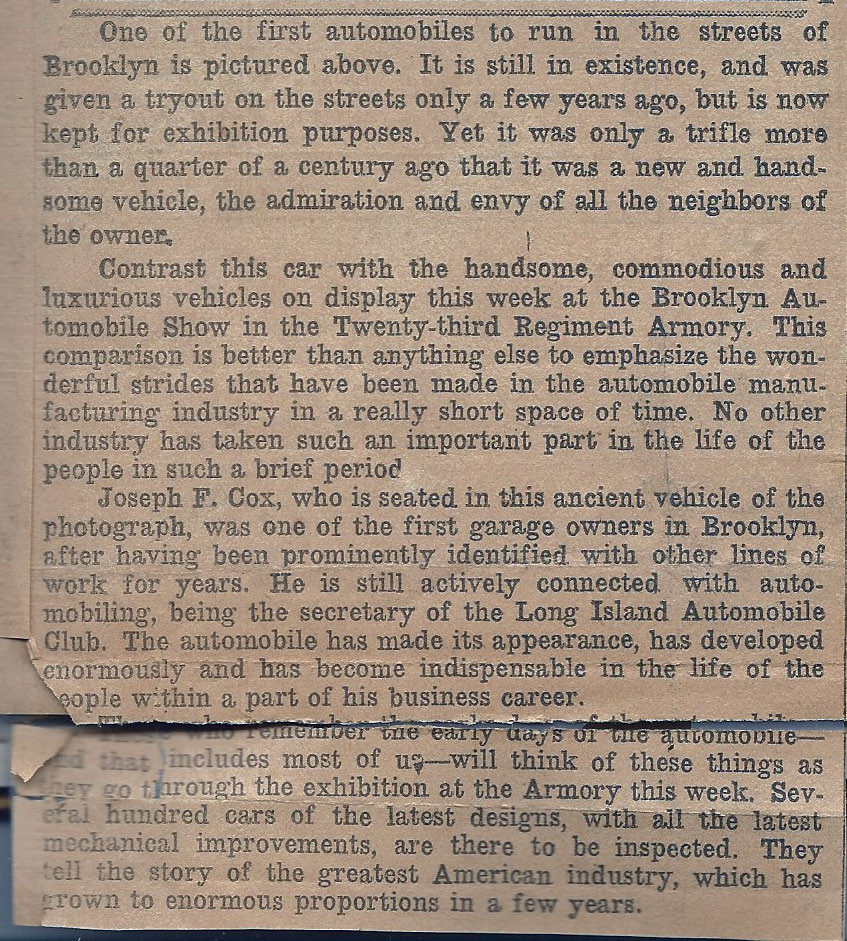 One of the first automobiles to run in the streets of
Brooklyn is pictured above. It is still in existence, and was
given a tryout on the streets only a few years ago, but is now
kept for exhibition purposes. Yet it was only a trifle more
than a quarter of a century ago that it was a new and hand-
some vehicle, the admiration and envy of all the neighbors of
the owner.
Contrast this car with the handsome, commodious and
luxurious vehicles on display this week at the Brooklyn Au-
tomobile Show in the Twenty-third Regiment Armory. This
comparison is better than anything else to emphasize the won-
derful strides that have been made in the automobile manu-
facturing industry in a really short space of time. No other
industry has taken such an important part in the life of the
people in such a brief period
Joseph F. Cox, who is seated in this ancient vehicle of the
photograph, was one of the first garage owners in Brooklyn,
after having been prominently identified with other lines of
work for years. He is still actively connected with auto-
mobiling, being the secretary of the Long Island Automobile
Club. The automobile has made its appearance, has developed
enormously and has become indispensable in the life of the
eople within a part of his business career.
who remember the early days of the automobile—
and that includes most of us—will think of these things as
they go through the exhibition at the Armory this week. Sev-
eral hundred cars of the latest designs, with all the latest
mechanical improvements, are there to be inspected. They
tell the story of the greatest American industry, which has
grown to enormous proportions in a few years.